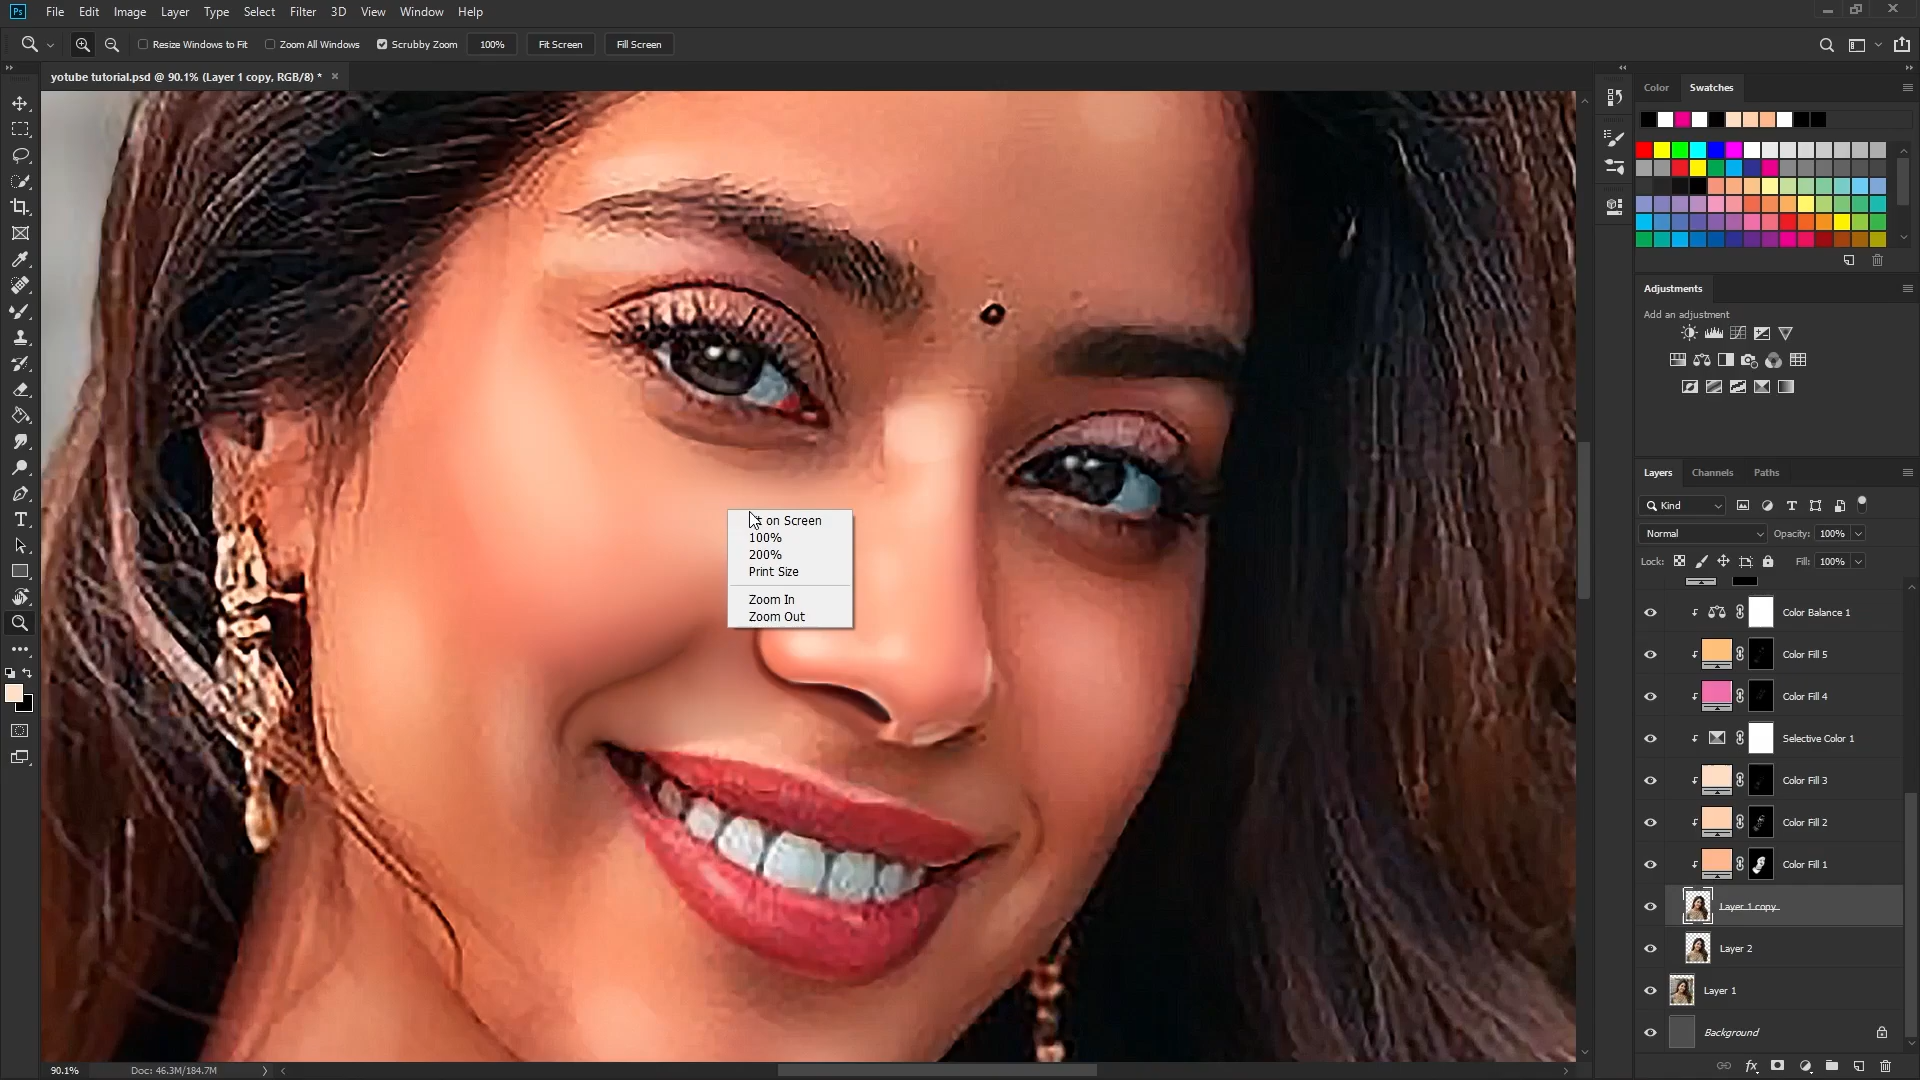 Ps File Edit Image Layer Type Select Filter 3D View Window Help
Resize Windows to Fit Zoom All Windows Scrubby Zoom 100% Fit Screen Fill Screen
yotube tutorial.psd @ 90.1% (Layer 1 copy, RGB/8) *
Color Swatches
Adjustments
Add an adjustment
Layers Channels Paths
Kind
Normal Opacity: 100%
Lock: Fill: 100%
Color Balance 1
Color Fill 5
Color Fill 4
Selective Color 1
Color Fill 3
Color Fill 2
Color Fill 1
Layer 1 copy
Layer 2
Layer 1
Background
on Screen
100%
200%
Print Size
Zoom In
Zoom Out
90.1% Doc: 46.3M/184.7M